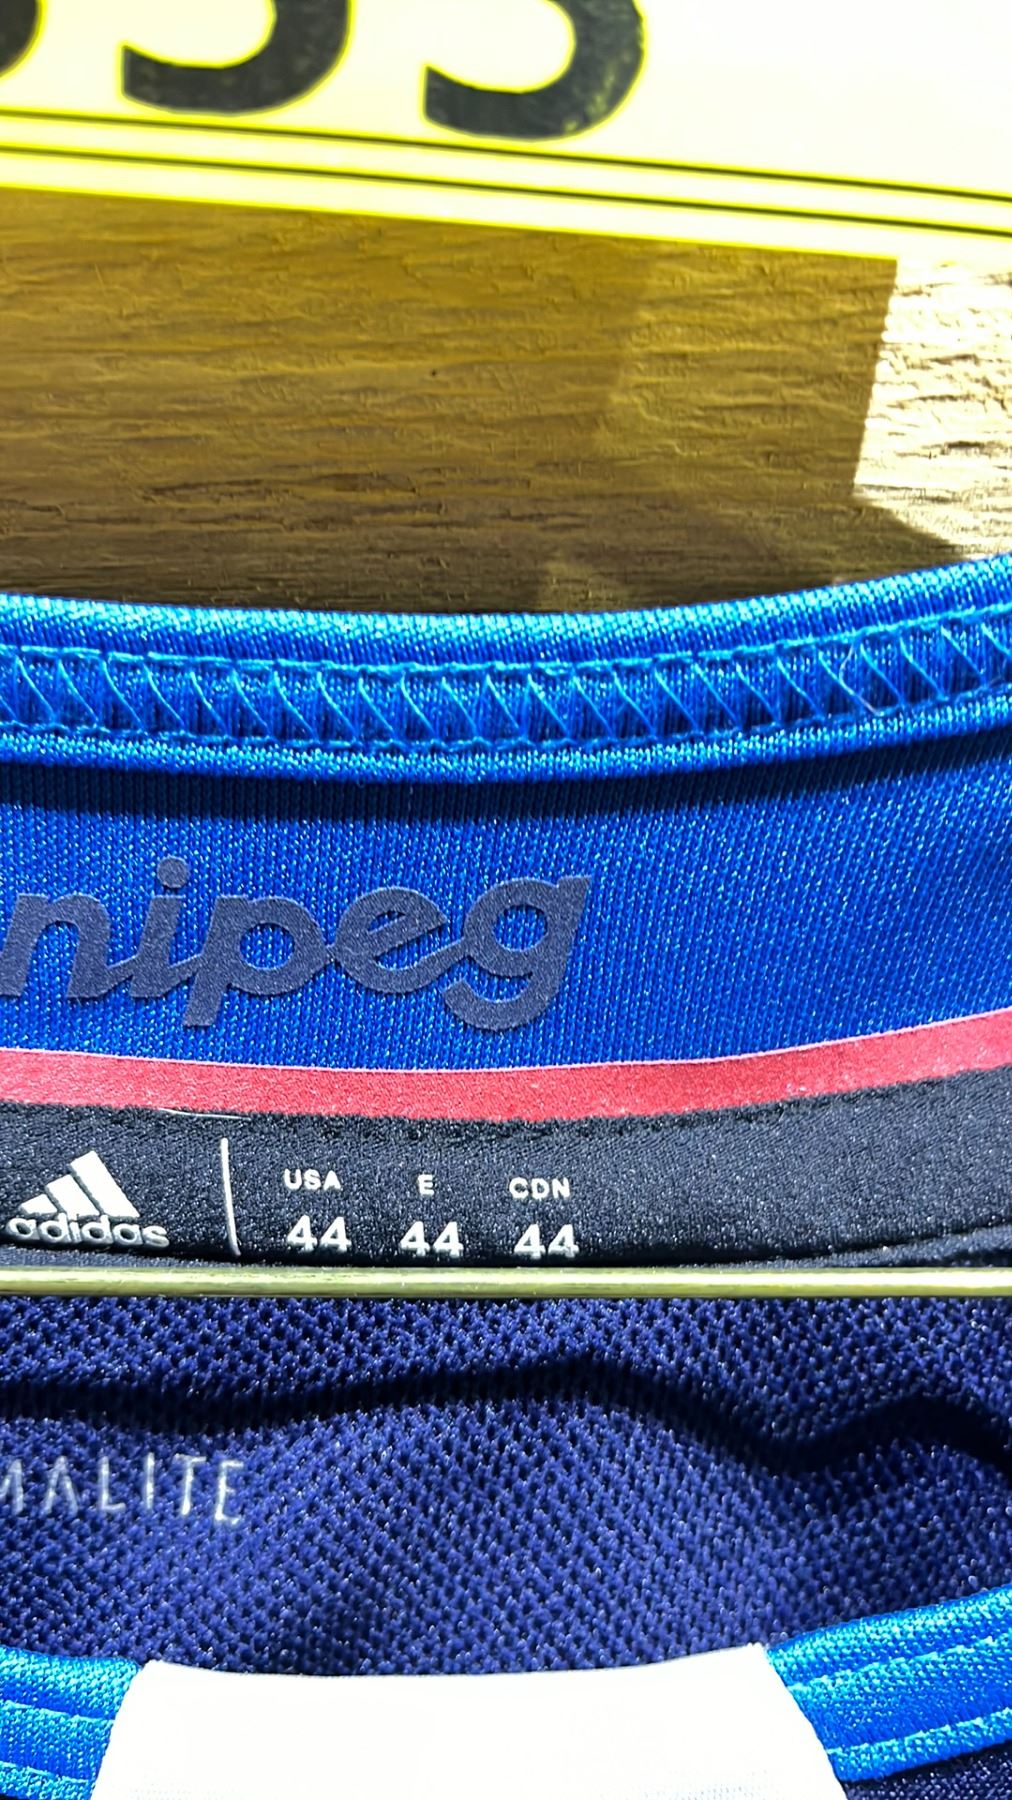 nipeg
adidas
USA E CDN
44 44 44
MALITE